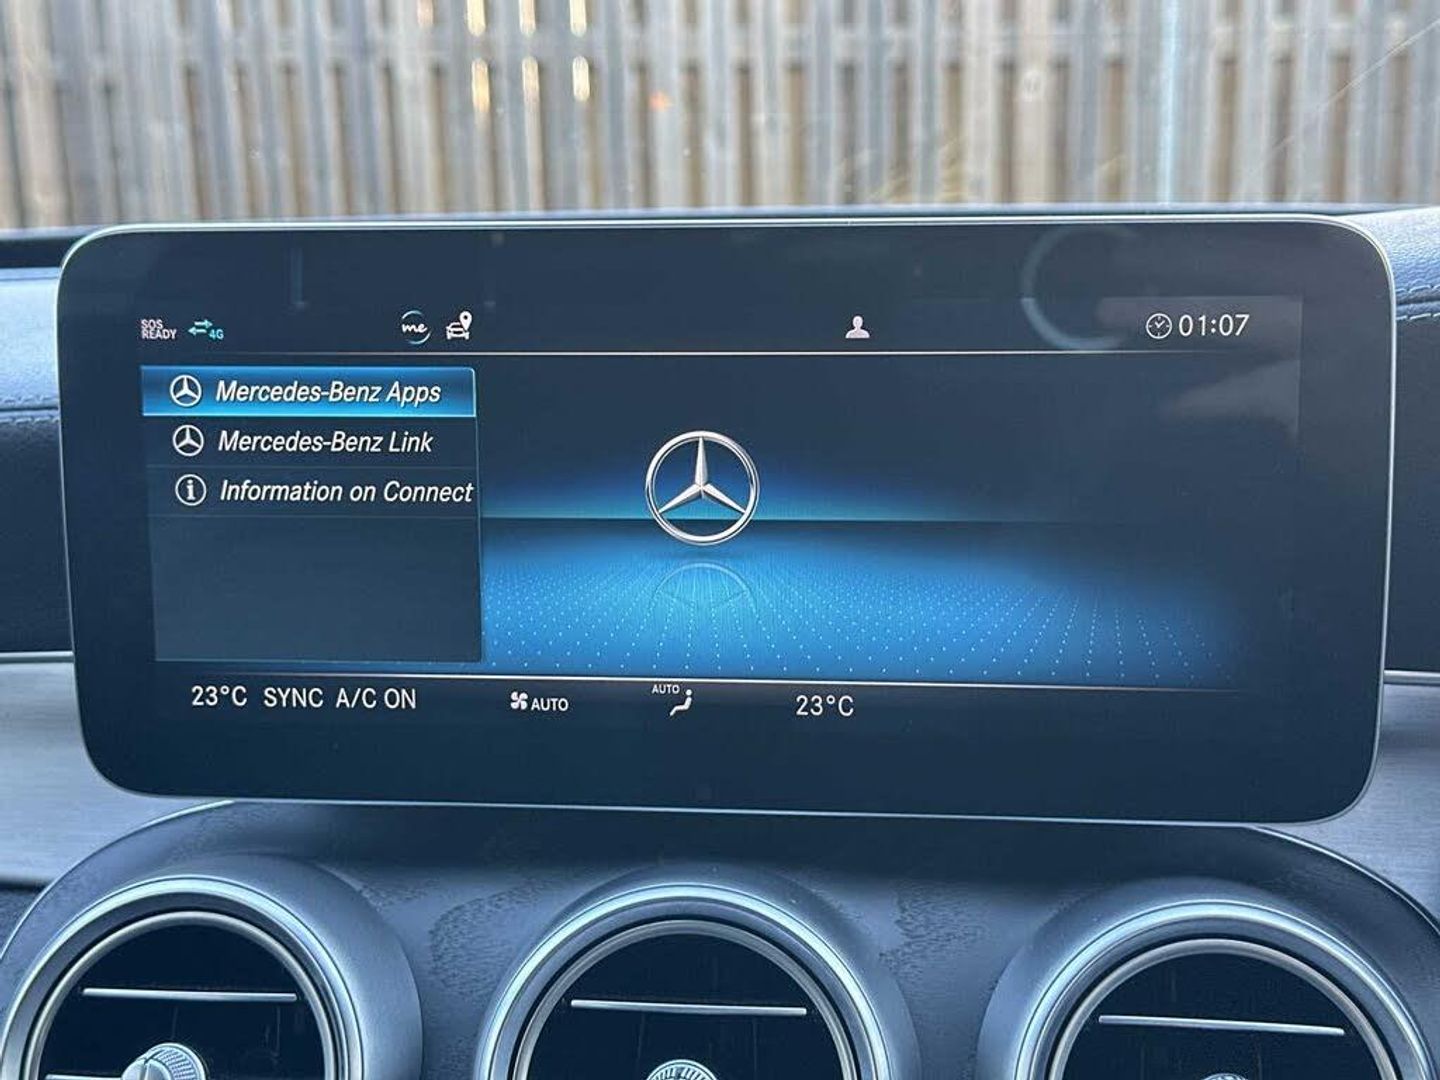 SOS
READY
4G
me
01:07
Mercedes-Benz Apps
Mercedes-Benz Link
Information on Connect
23°C SYNC A/C ON
AUTO
AUTO
23°C